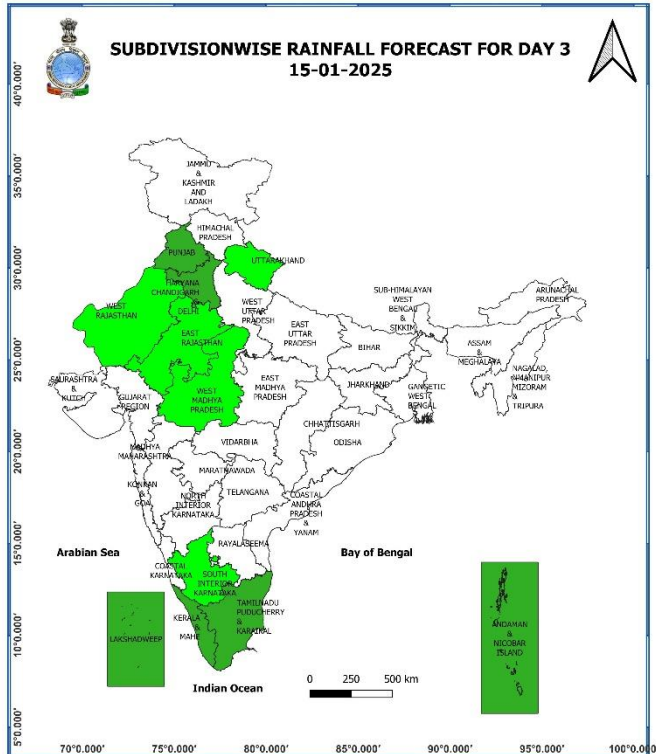 SUBDIVISIONWISE RAINFALL FORECAST FOR DAY 3
15-01-2025
40°0.000'
35°0.000'
30°0.000'
25°0.000'
20°0.000'
15°0.000'
10°0.000'
5°0.000'
JAMMU
&
KASHMIR
AND
LADAKH
HIMACHAL
PRADESH
PUNJAB
UTTARAKHAND
HARYANA
CHANDIGARH
&
DELHI
WEST
RAJASTHAN
EAST
RAJASTHAN
WEST
UTTAR
PRADESH
EAST
UTTAR
PRADESH
SUB-HIMALAYAN
WEST
BENGAL
&
SIKKIM
ARUNACHAL
PRADESH
ASSAM
&
MEGHALAYA
NAGALAD,
MANIPUR
MIZORAM
&
TRIPURA
BIHAR
JHARKHAND
GANGETIC
WEST
BENGAL
SAURASHTRA
&
KUTCH
GUJARAT
REGION
WEST
MADHYA
PRADESH
EAST
MADHYA
PRADESH
CHHATTISGARH
ODISHA
VIDARBHA
MADHYA
MAHARASHTRA
MARATHAWADA
KONKAN
&
GOA
NORTH
INTERIOR
KARNATAKA
TELANGANA
COASTAL
ANDHRA
PRADESH
&
YANAM
RAYALASEEMA
Arabian Sea
Bay of Bengal
COASTAL
KARNATAKA
SOUTH
INTERIOR
KARNATAKA
TAMILNADU
PUDUCHERRY
&
KARAIKAL
KERALA
&
MAHE
LAKSHADWEEP
ANDAMAN
&
NICOBAR
ISLAND
Indian Ocean
0 250 500 km
70°0.000' 75°0.000' 80°0.000' 85°0.000' 90°0.000' 95°0.000' 100°0.000'